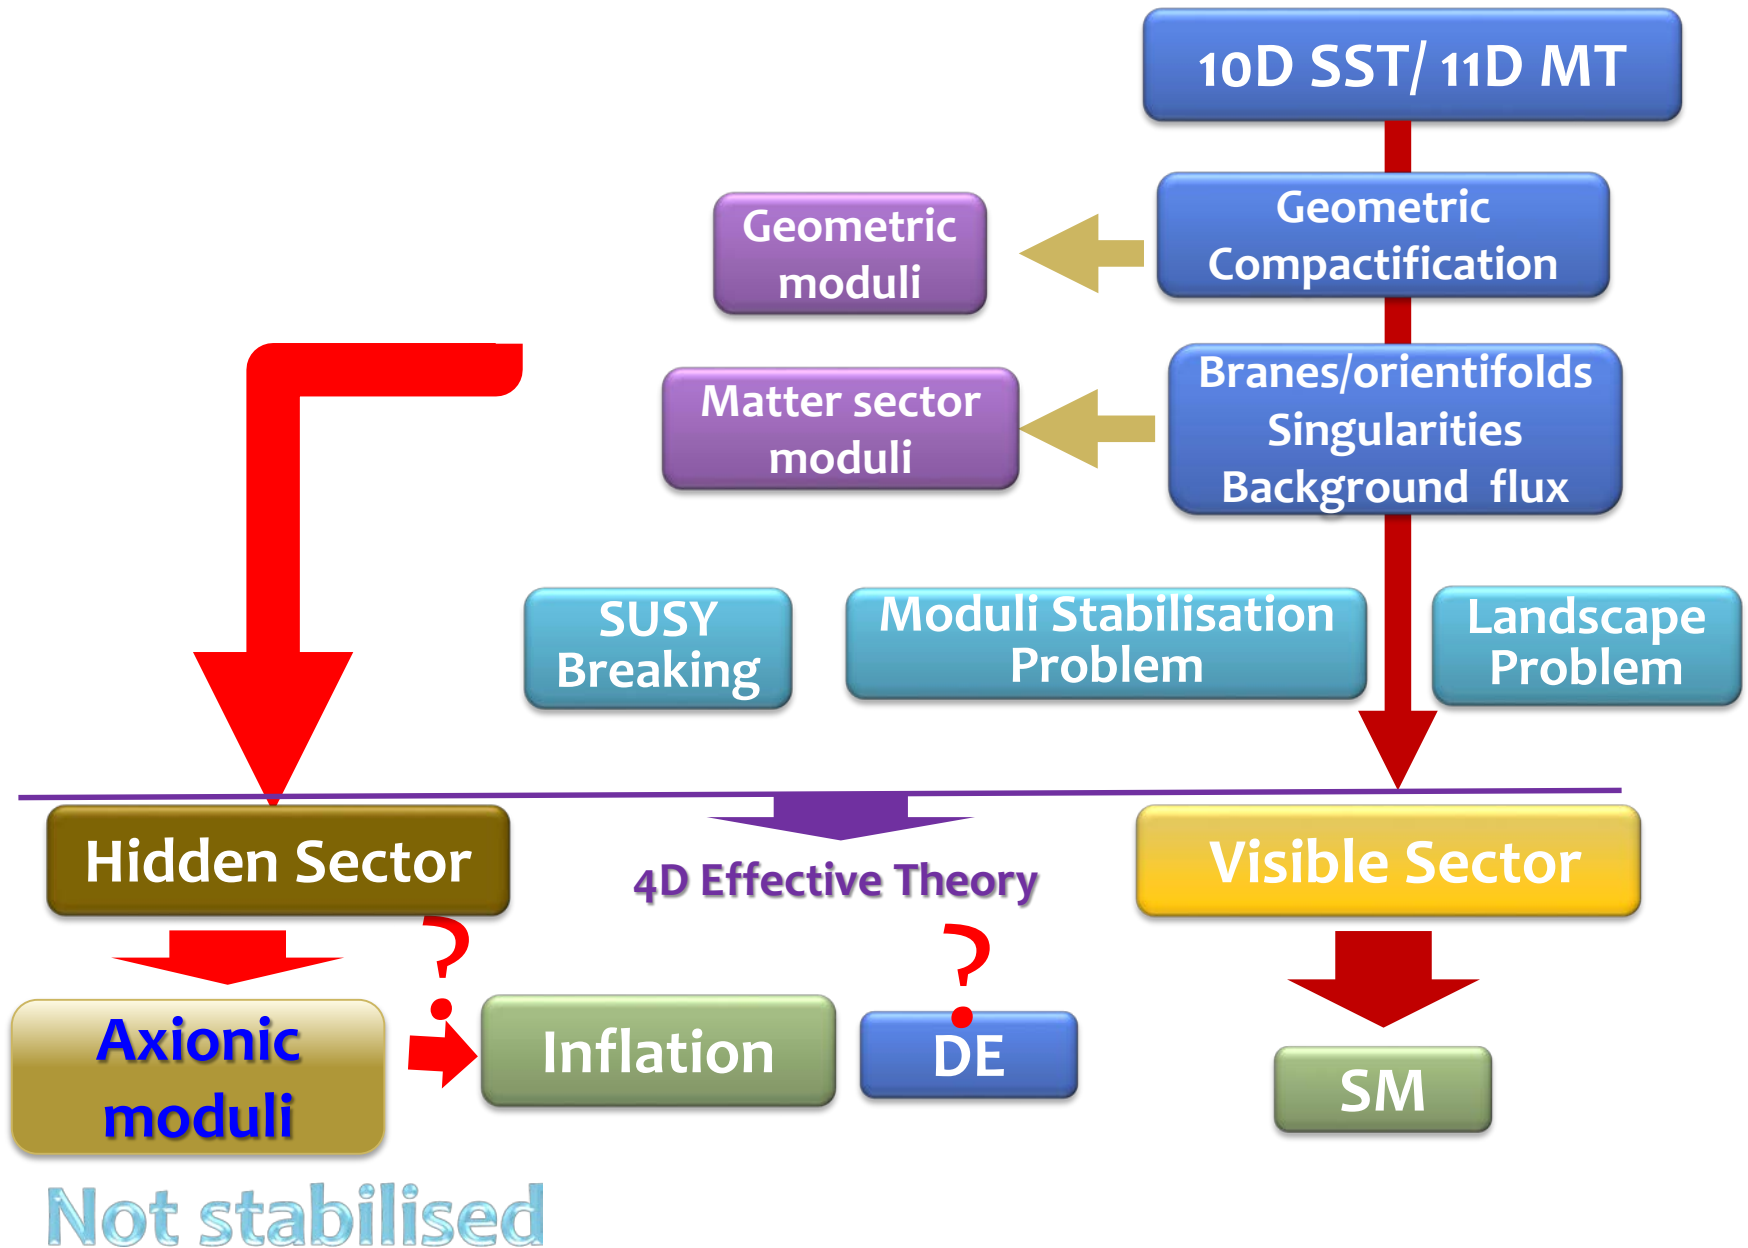 10D SST/ 11D MT
Geometric
Compactification
Geometric
moduli
Branes/orientifolds
Singularities
Background flux
Matter sector
moduli
SUSY
Breaking
Moduli Stabilisation
Problem
Landscape
Problem
Hidden Sector
4D Effective Theory
Visible Sector
?
?
Axionic
moduli
Inflation
DE
SM
Not stabilised